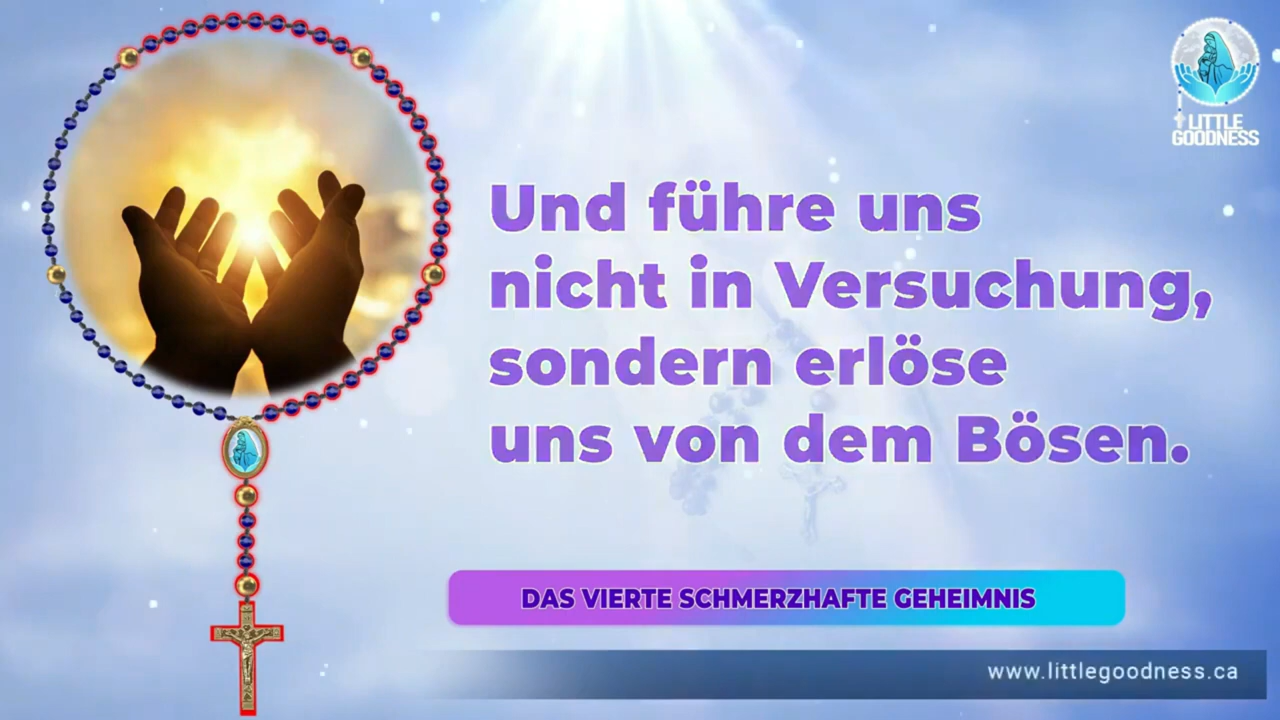 LITTLE
GOODNESS
Und führe uns
nicht in Versuchung,
sondern erlöse
uns von dem Bösen.
DAS VIERTE SCHMERZHAFTE GEHEIMNIS
www.littlegoodness.ca